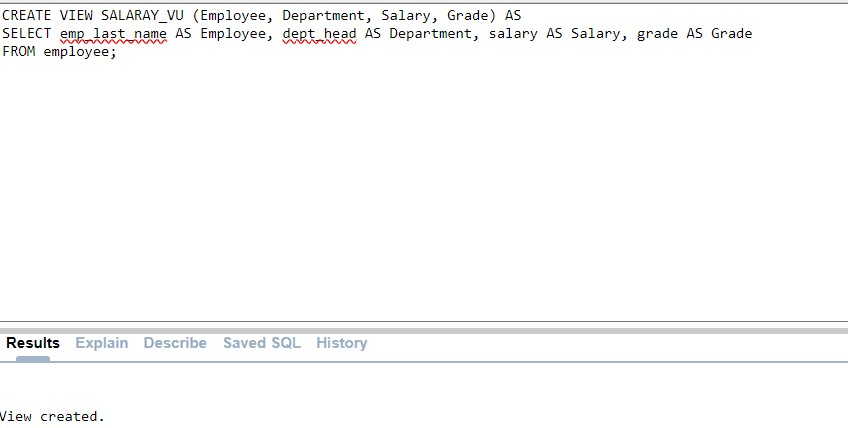 CREATE VIEW SALARAY_VU (Employee, Department, Salary, Grade) AS
SELECT emp_last_name AS Employee, dept_head AS Department, salary AS Salary, grade AS Grade
FROM employee;
Results Explain Describe Saved SQL History
View created.